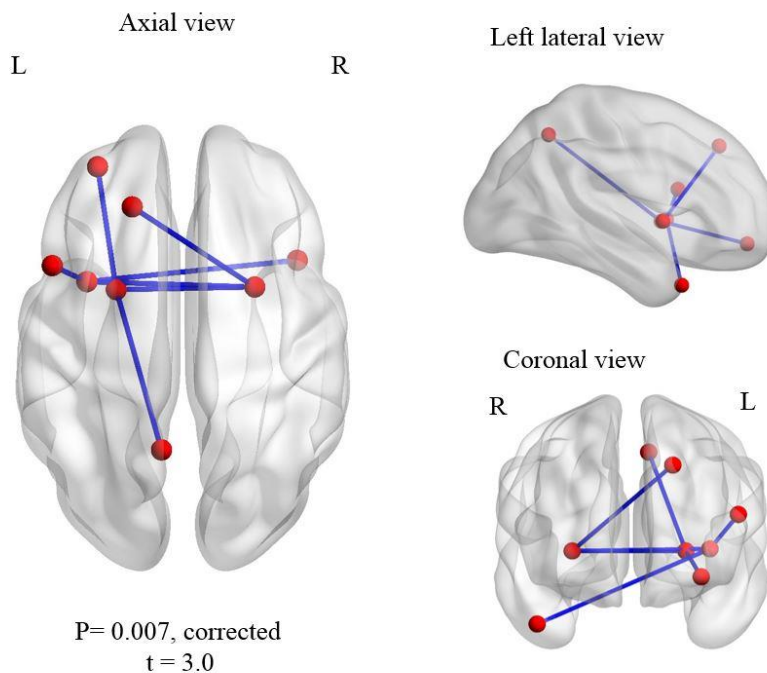 Axial view
L
R
P= 0.007, corrected
t = 3.0
Left lateral view
Coronal view
R
L